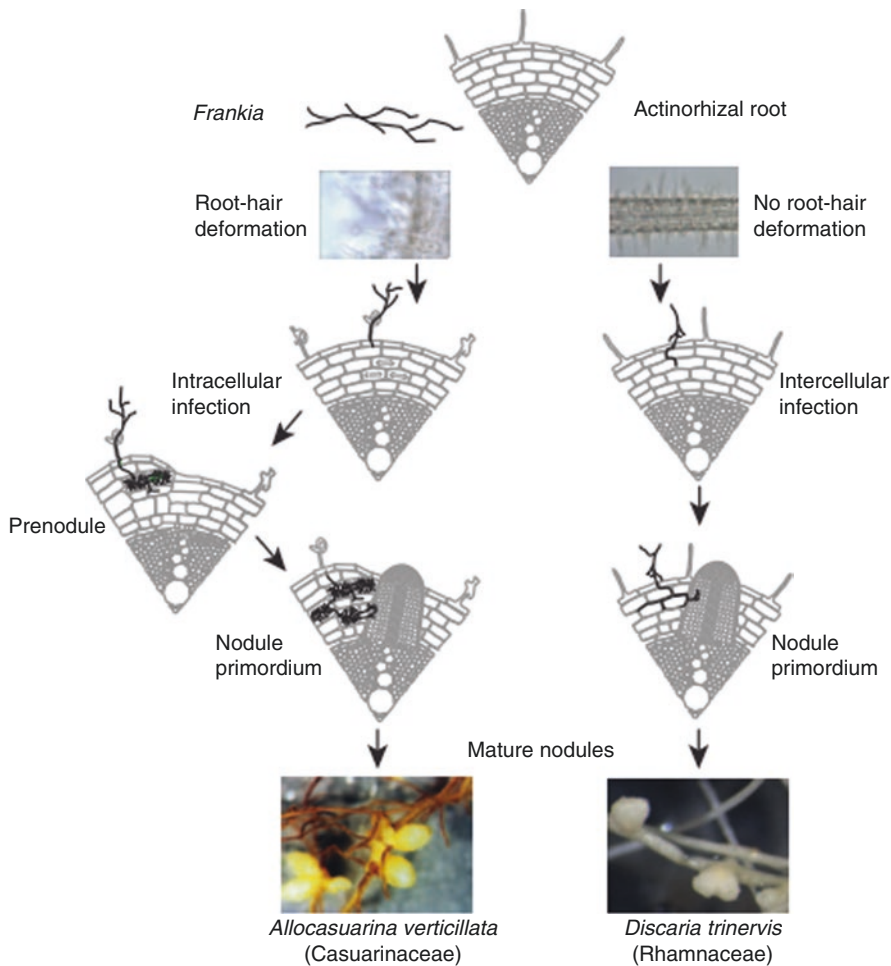 Frankia
Actinorhizal root
Root-hair
deformation
No root-hair
deformation
Intracellular
infection
Intercellular
infection
Prenodule
Nodule
primordium
Nodule
primordium
Mature nodules
Allocasuarina verticillata
(Casuarinaceae)
Discaria trinervis
(Rhamnaceae)